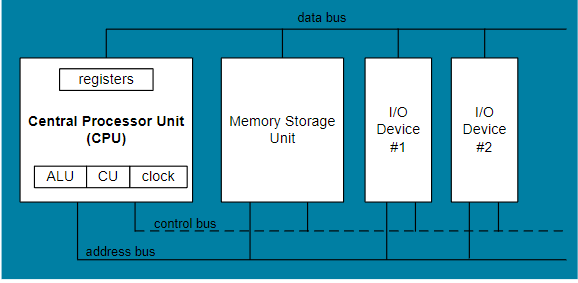 data bus
registers
Central Processor Unit
(CPU)
ALU
CU
clock
Memory Storage
Unit
I/O
Device
#1
I/O
Device
#2
control bus
address bus